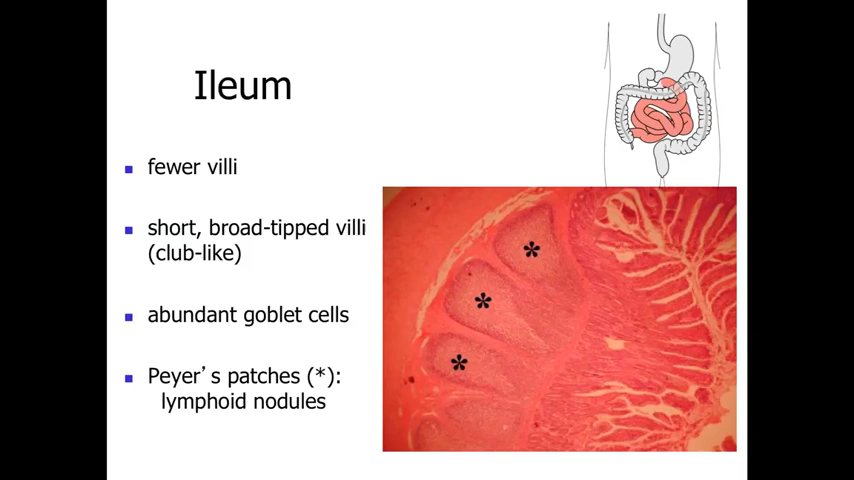 Ileum
fewer villi
short, broad-tipped villi
(club-like)
abundant goblet cells
Peyer's patches (*):
lymphoid nodules
*
*
*